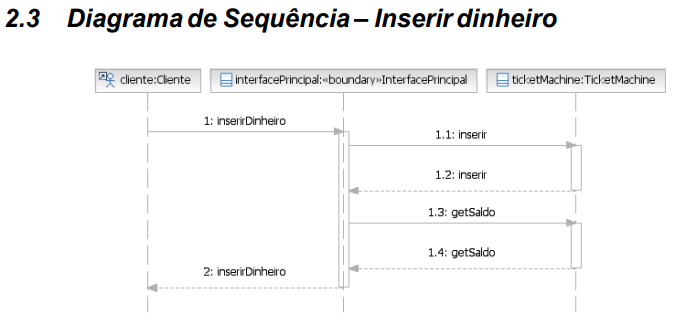 2.3 Diagrama de Sequência – Inserir dinheiro
cliente:Cliente
interfacePrincipal:«boundary»InterfacePrincipal
ticketMachine:TicketMachine
1: inserirDinheiro
1.1: inserir
1.2: inserir
1.3: getSaldo
1.4: getSaldo
2: inserirDinheiro